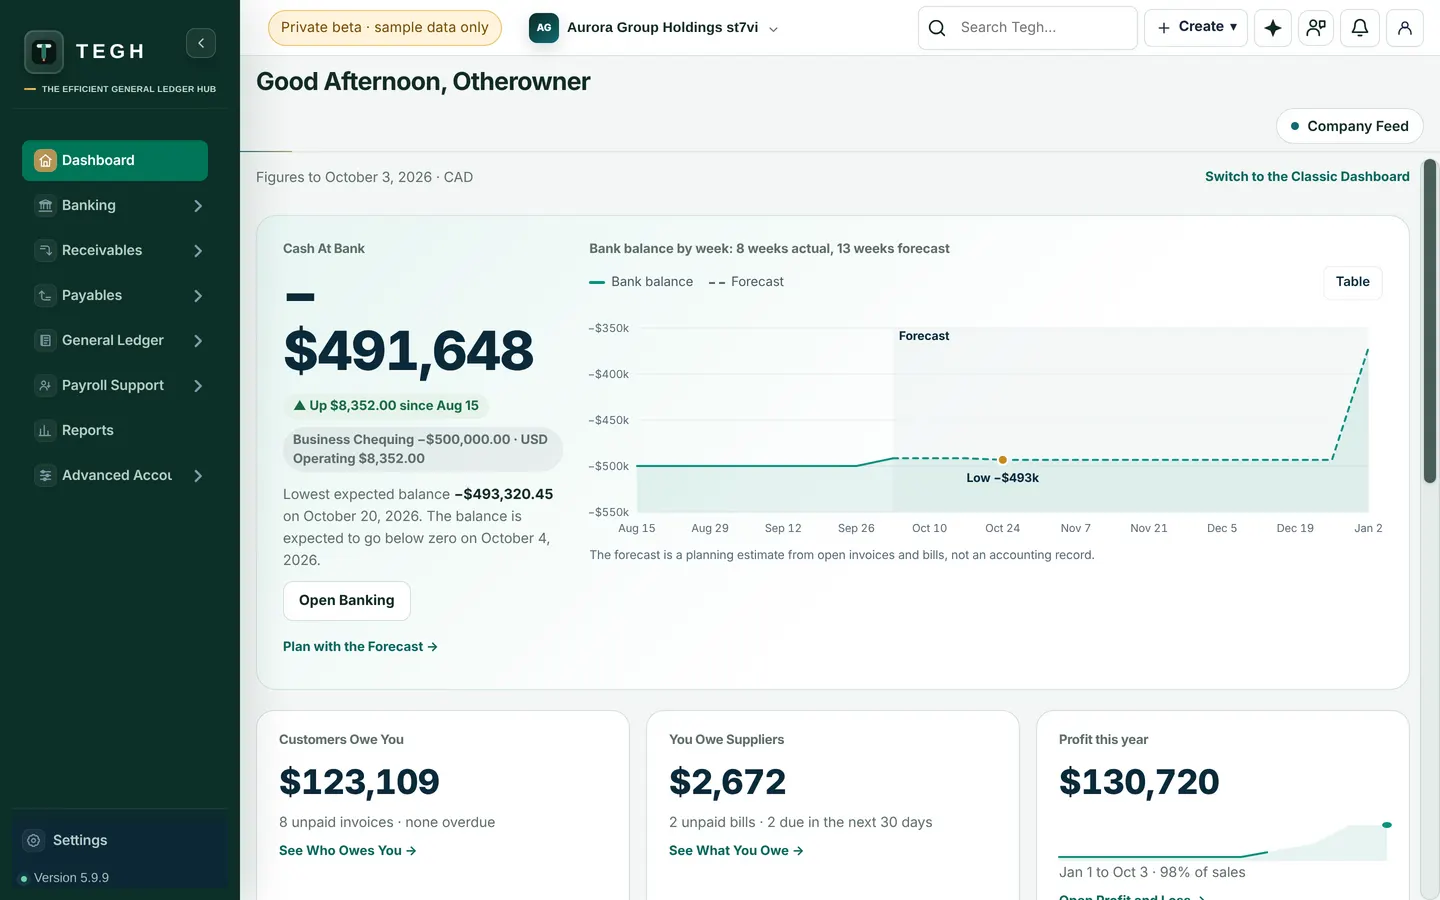 TEGH
THE EFFICIENT GENERAL LEDGER HUB
Dashboard
Banking
Receivables
Payables
General Ledger
Payroll Support
Reports
Advanced Accou
Settings
Version 5.9.9
Private beta · sample data only
AG
Aurora Group Holdings st7vi
Search Tegh...
+ Create ▾
Good Afternoon, Otherowner
Company Feed
Figures to October 3, 2026 · CAD
Switch to the Classic Dashboard
Cash At Bank
–
$491,648
▲ Up $8,352.00 since Aug 15
Business Chequing −$500,000.00 · USD
Operating $8,352.00
Lowest expected balance −$493,320.45
on October 20, 2026. The balance is
expected to go below zero on October 4,
2026.
Open Banking
Plan with the Forecast →
Bank balance by week: 8 weeks actual, 13 weeks forecast
Bank balance
Forecast
Table
−$350k
−$400k
−$450k
−$500k
−$550k
Forecast
Low −$493k
Aug 15
Aug 29
Sep 12
Sep 26
Oct 10
Oct 24
Nov 7
Nov 21
Dec 5
Dec 19
Jan 2
The forecast is a planning estimate from open invoices and bills, not an accounting record.
Customers Owe You
$123,109
8 unpaid invoices · none overdue
See Who Owes You →
You Owe Suppliers
$2,672
2 unpaid bills · 2 due in the next 30 days
See What You Owe →
Profit this year
$130,720
Jan 1 to Oct 3 · 98% of sales
Open Profit and Loss →